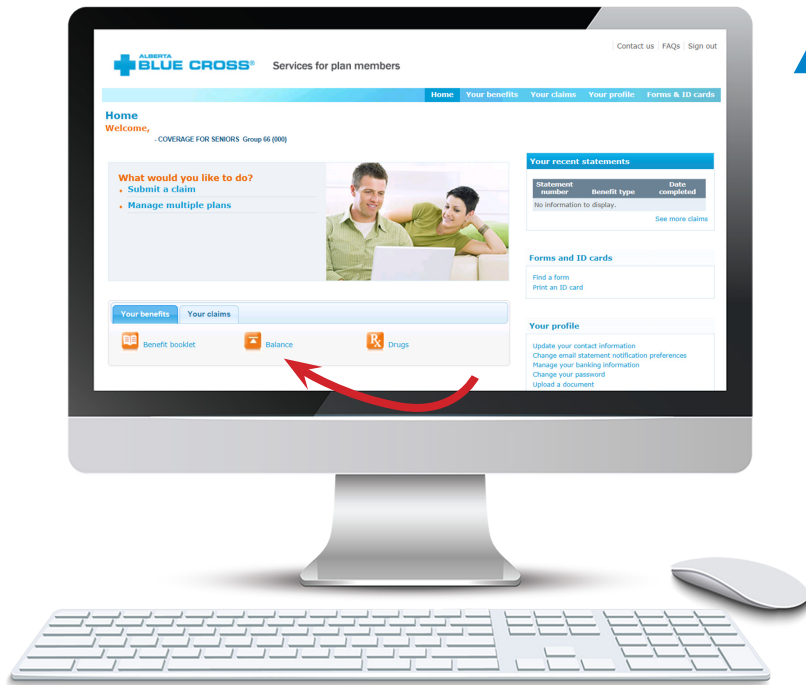 Contact us FAQs Sign out
ALBERTA
BLUE CROSS®
Services for plan members
Home Your benefits Your claims Your profile Forms & ID cards
Home
Welcome,
- COVERAGE FOR SENIORS Group 66 (000)
What would you like to do?
Submit a claim
Manage multiple plans
Your recent statements
Statement number Benefit type Date completed
No information to display.
See more claims
Forms and ID cards
Find a form
Print an ID card
Your benefits Your claims
Benefit booklet Balance Drugs
Your profile
Update your contact information
Change email statement notification preferences
Manage your banking information
Change your password
Upload a document